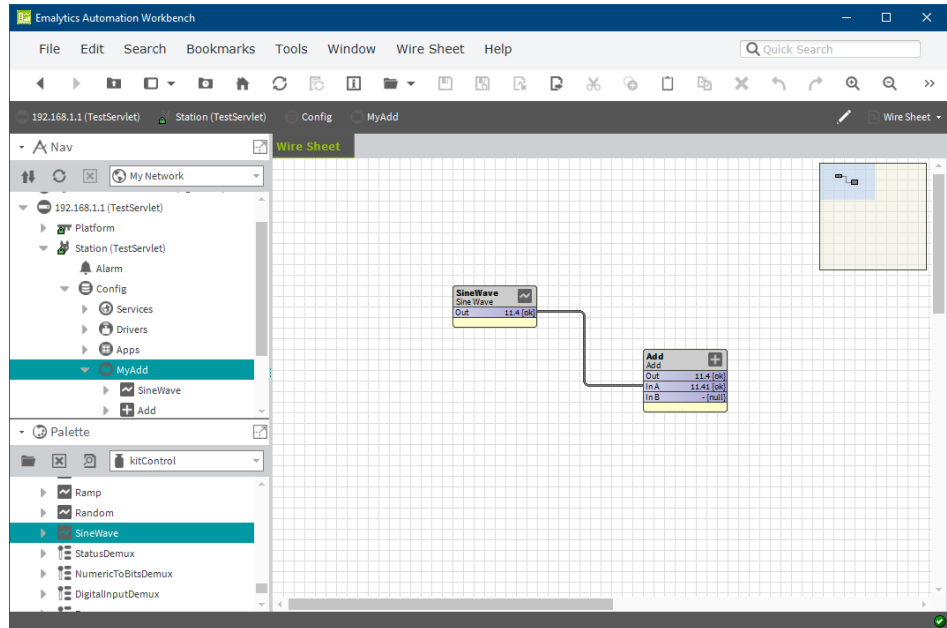 Emalytics Automation Workbench
File Edit Search Bookmarks Tools Window Wire Sheet Help
Quick Search
192.168.1.1 (TestServlet) Station (TestServlet) Config MyAdd
Wire Sheet
Nav
My Network
192.168.1.1 (TestServlet)
Platform
Station (TestServlet)
Alarm
Config
Services
Drivers
Apps
MyAdd
SineWave
Add
Palette
kitControl
Ramp
Random
SineWave
StatusDemux
NumericToBitsDemux
DigitalInputDemux
Wire Sheet
SineWave
Sine Wave
Out 11.4 {ok}
Add
Add
Out 11.4 {ok}
In A 11.41 {ok}
In B - {null}